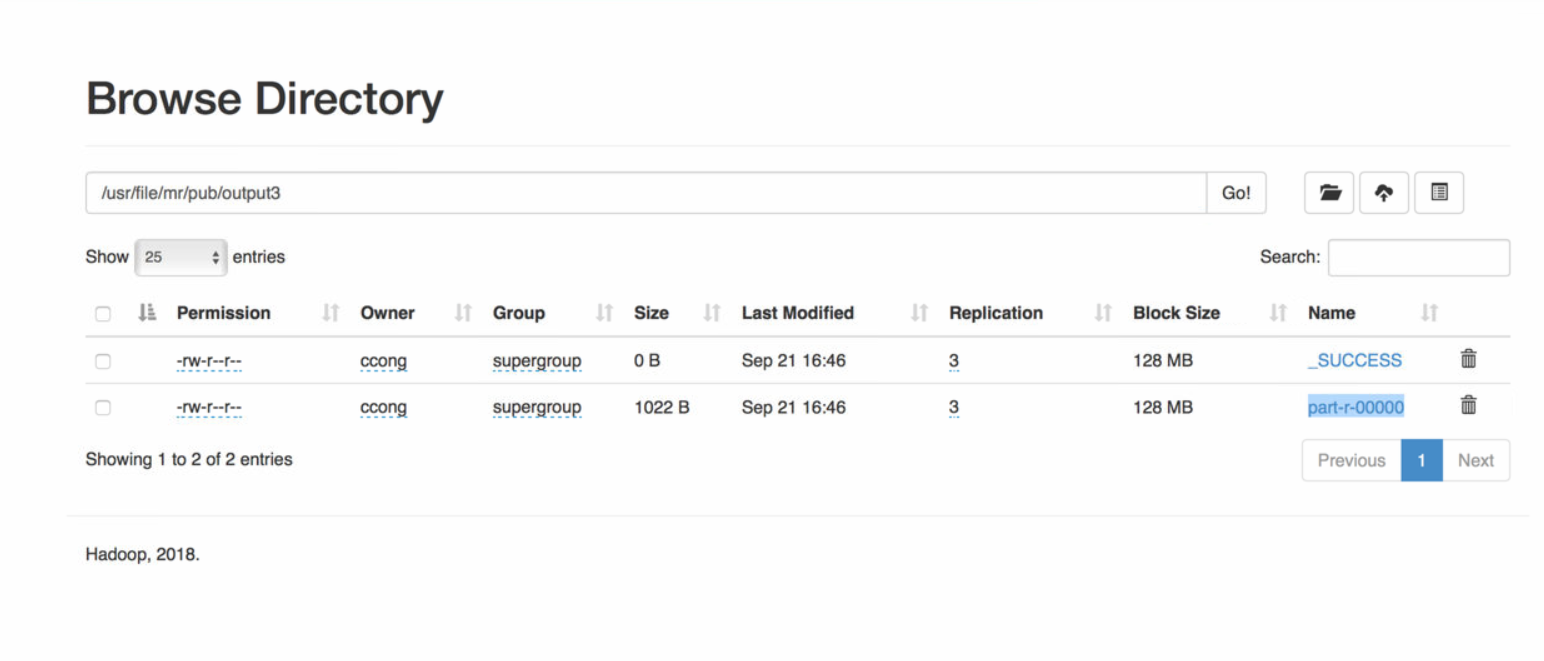 Browse Directory
/usr/file/mr/pub/output3 Go!
Show 25 entries Search:
Permission Owner Group Size Last Modified Replication Block Size Name
-rw-r--r-- ccong supergroup 0 B Sep 21 16:46 3 128 MB _SUCCESS
-rw-r--r-- ccong supergroup 1022 B Sep 21 16:46 3 128 MB part-r-00000
Showing 1 to 2 of 2 entries Previous 1 Next
Hadoop, 2018.